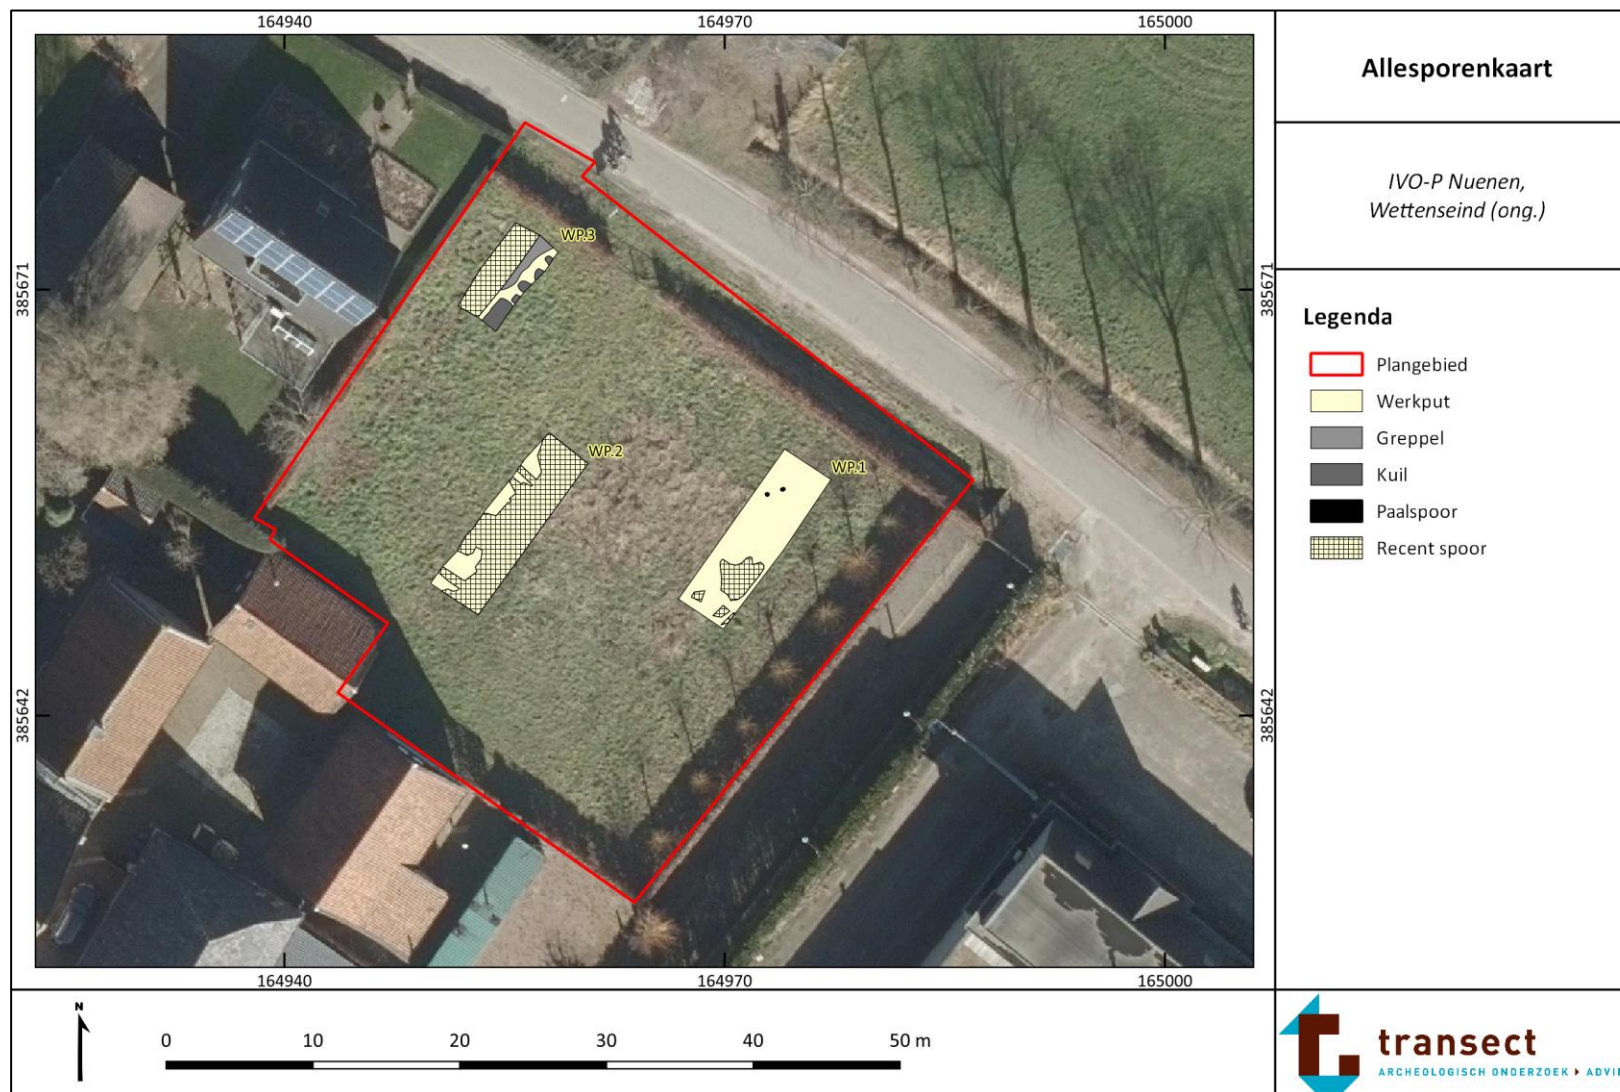 164940
164970
165000
385671
385671
385642
385642
WP.3
WP.2
WP.1
164940
164970
165000
Allesporenkaart
IVO-P Nuenen,
Wettenseind (ong.)
Legenda
Plangebied
Werkput
Greppel
Kuil
Paalspoor
Recent spoor
N
0 10 20 30 40 50 m
transect
ARCHEOLOGISCH ONDERZOEK ▸ ADVI